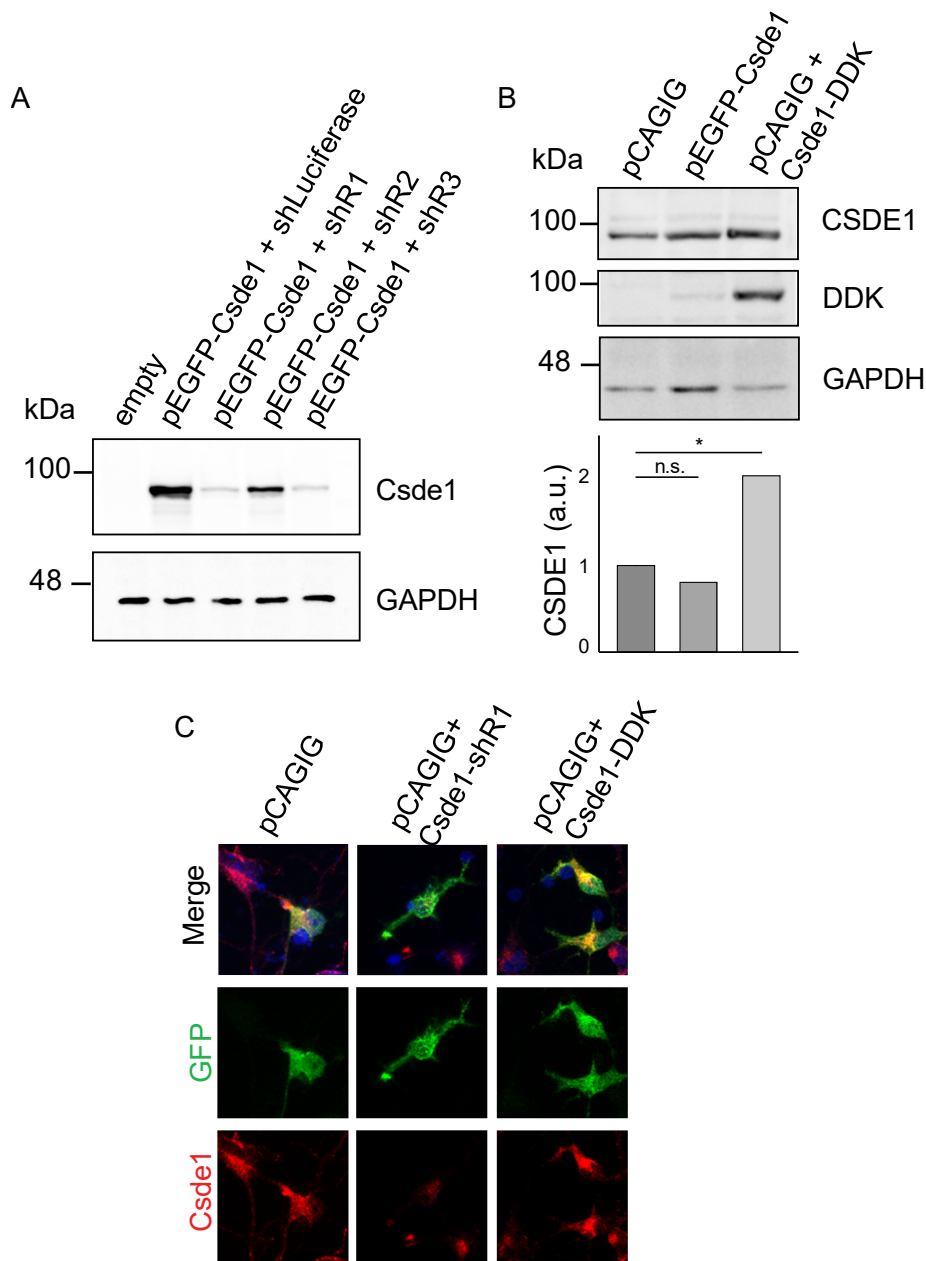 A
empty
pEGFP-Csde1 + shLuciferase
pEGFP-Csde1 + shR1
pEGFP-Csde1 + shR2
pEGFP-Csde1 + shR3
kDa
100
Csde1
48
GAPDH
B
pCAGIG
pEGFP-Csde1
pCAGIG +
Csde1-DDK
kDa
100
CSDE1
100
DDK
48
GAPDH
*
n.s.
2
1
0
CSDE1 (a.u.)
C
pCAGIG
pCAGIG+
Csde1-shR1
pCAGIG+
Csde1-DDK
Merge
GFP
Csde1